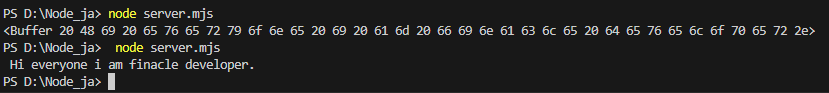 PS D:\Node_ja> node server.mjs
<Buffer 20 48 69 20 65 76 65 72 79 6f 6e 65 20 69 20 61 6d 20 66 69 6e 61 63 6c 65 20 64 65 76 65 6c 6f 70 65 72 2e>
PS D:\Node_ja>  node server.mjs
 Hi everyone i am finacle developer.
PS D:\Node_ja>